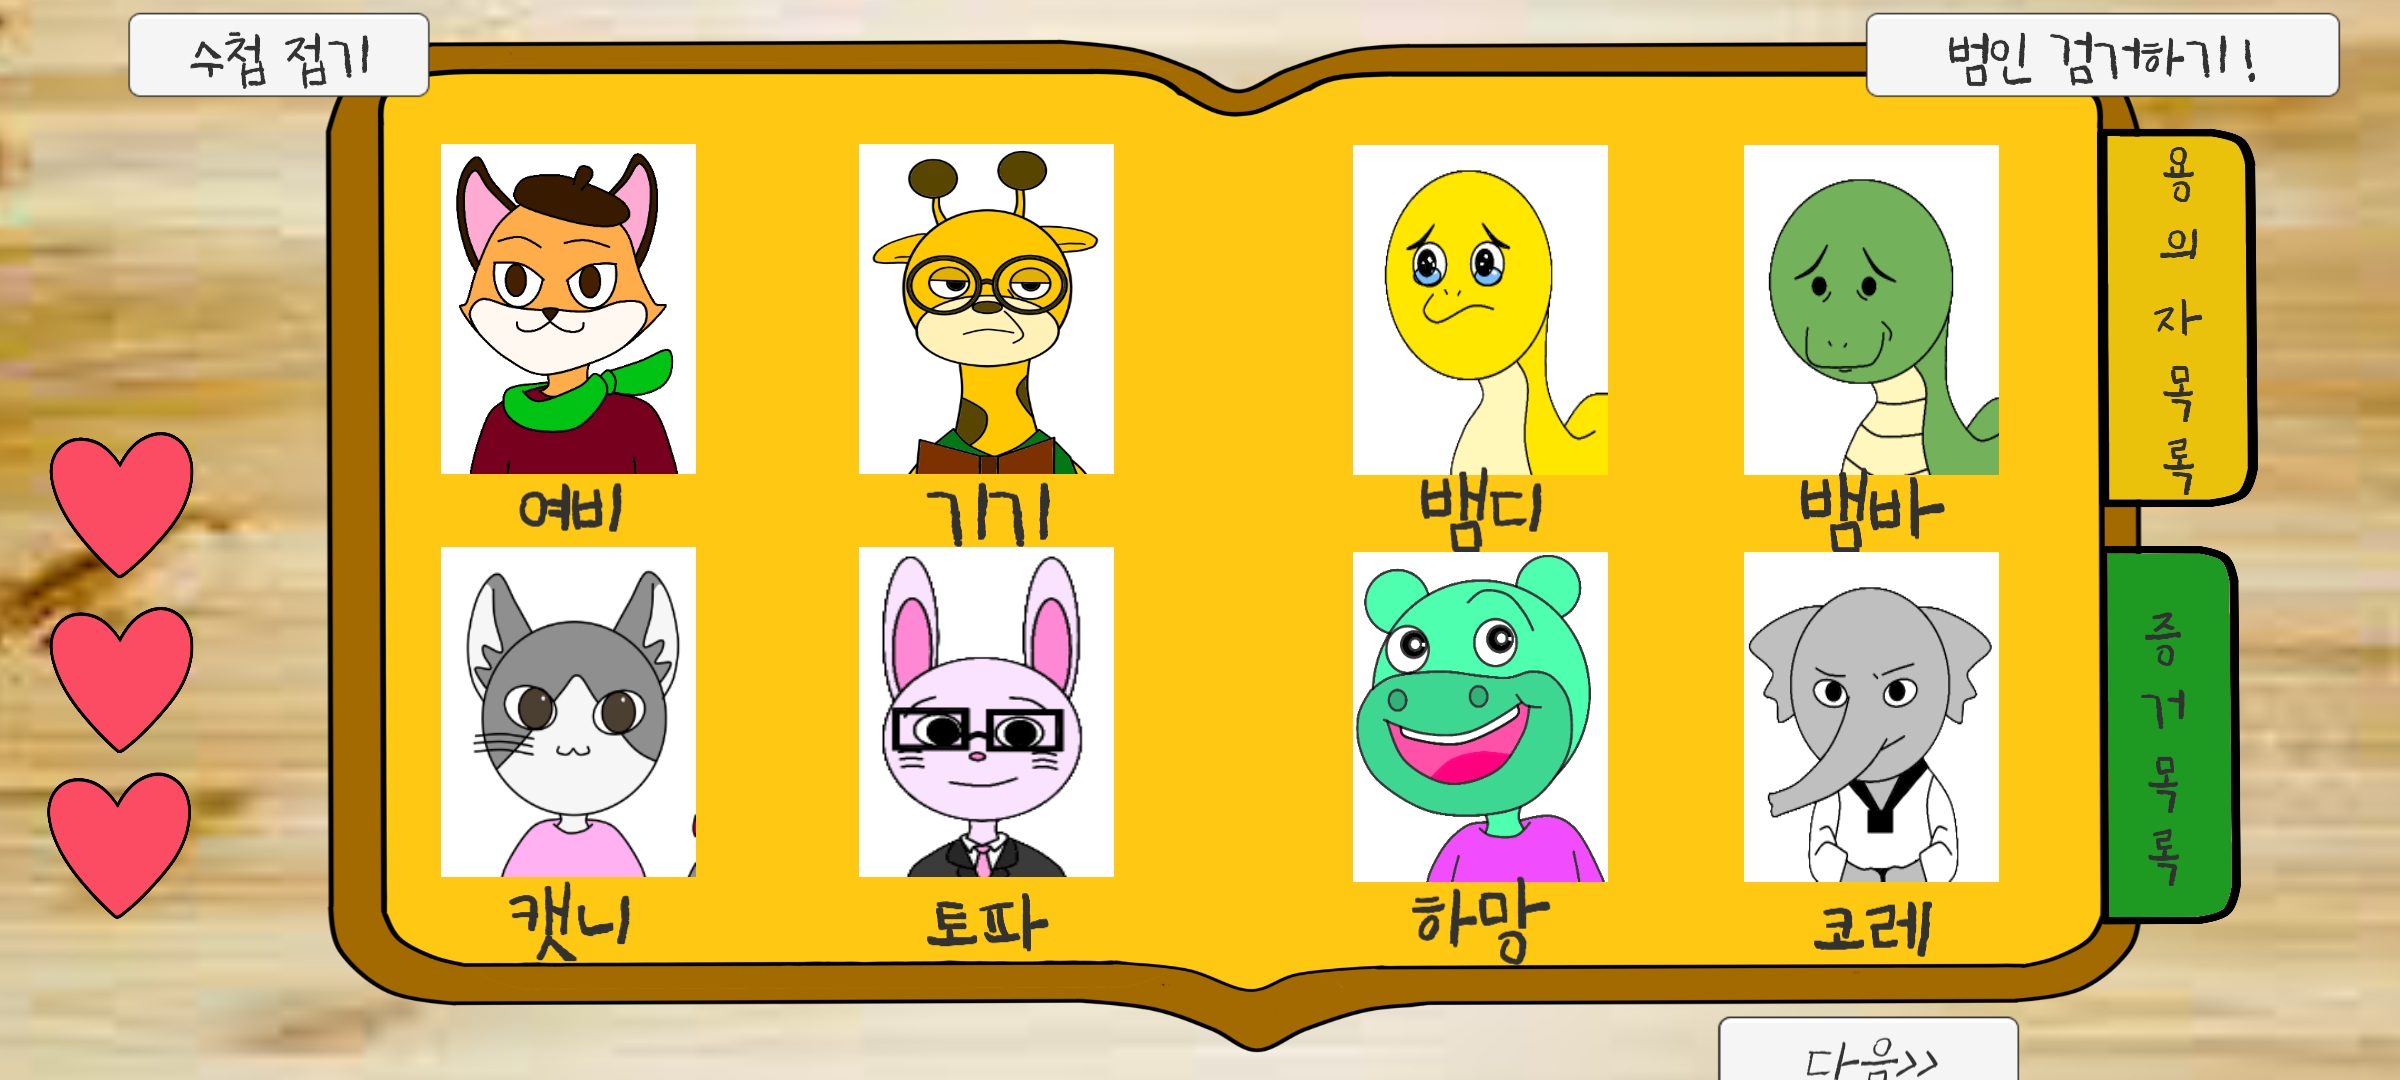 수첩 접기
범인 검거하기!
여비
기기
뱀디
뱀바
캣니
토파
하망
코레
용의자 목록
증거 목록
다음>>